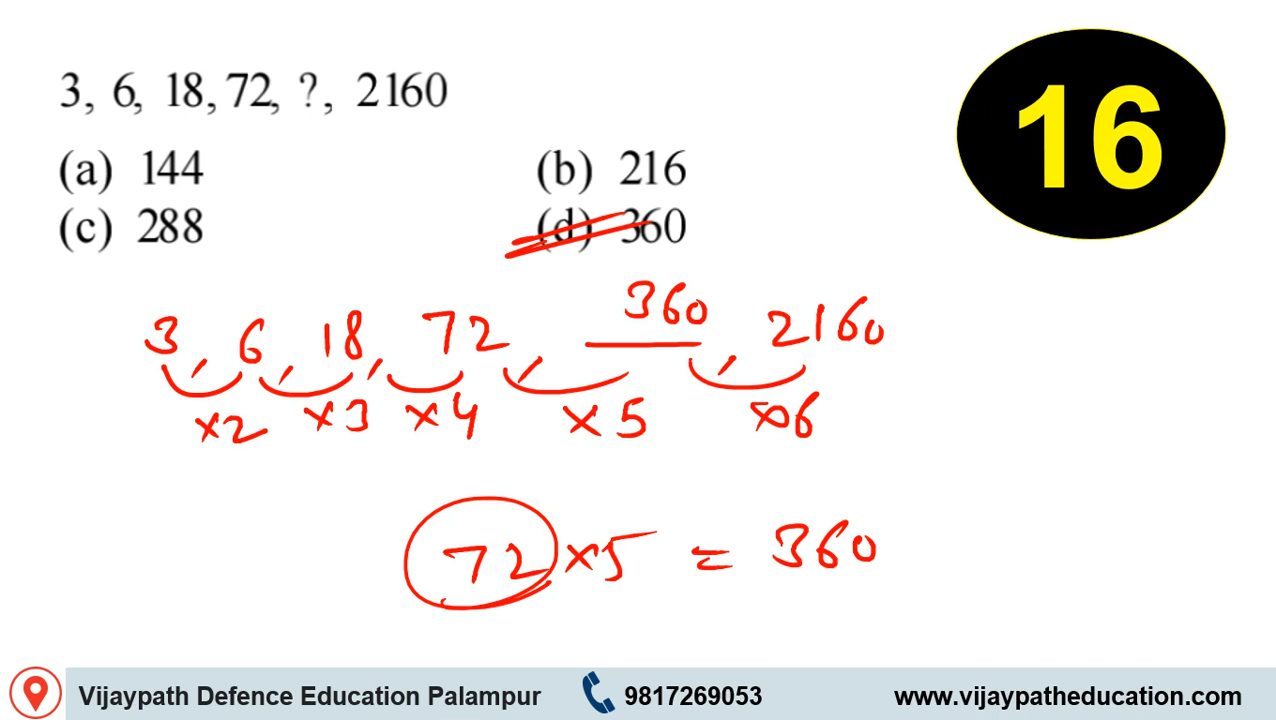 3, 6, 18, 72, ?, 2160
16
(a) 144 (b) 216
(c) 288 (d) 360
3, 6, 18, 72, 360, 2160
×2 ×3 ×4 ×5 ×6
72 ×5 = 360
Vijaypath Defence Education Palampur 9817269053 www.vijaypatheducation.com